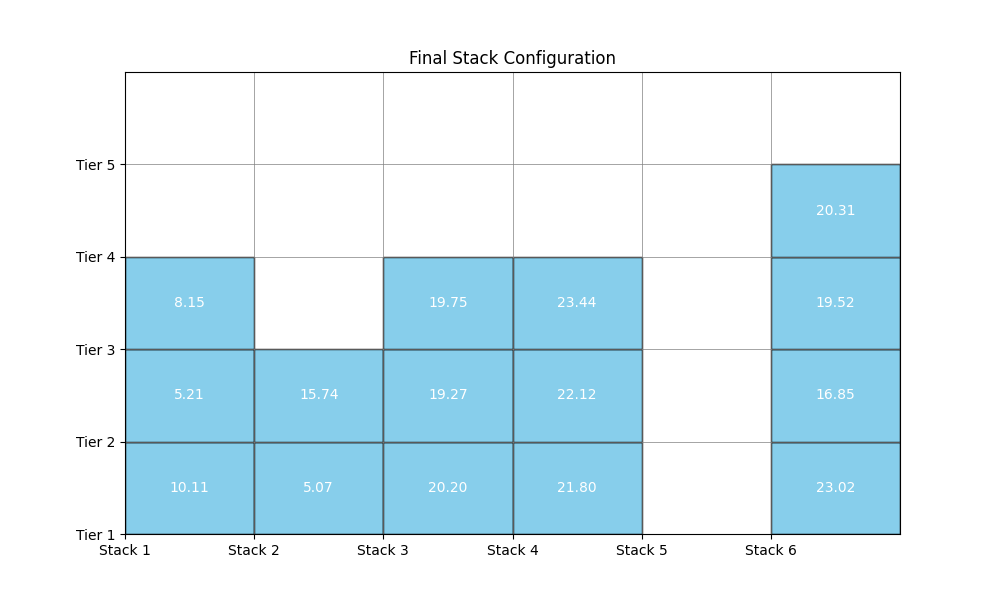 Final Stack Configuration
Tier 5
20.31
Tier 4
8.15 19.75 23.44 19.52
Tier 3
5.21 15.74 19.27 22.12 16.85
Tier 2
10.11 5.07 20.20 21.80 23.02
Tier 1
Stack 1 Stack 2 Stack 3 Stack 4 Stack 5 Stack 6